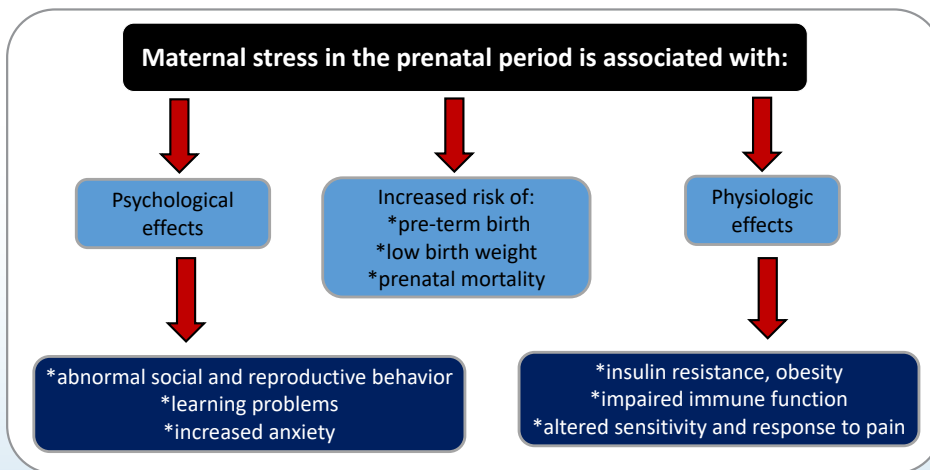 Maternal stress in the prenatal period is associated with:
Psychological
effects
Increased risk of:
*pre-term birth
*low birth weight
*prenatal mortality
Physiologic
effects
*abnormal social and reproductive behavior
*learning problems
*increased anxiety
*insulin resistance, obesity
*impaired immune function
*altered sensitivity and response to pain